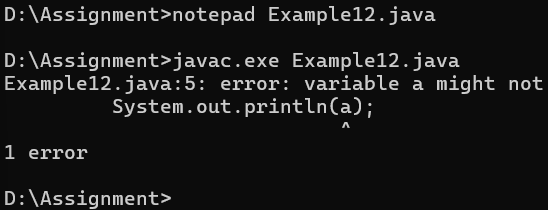 D:\Assignment>notepad Example12.java
D:\Assignment>javac.exe Example12.java
Example12.java:5: error: variable a might not
System.out.println(a);
^
1 error
D:\Assignment>